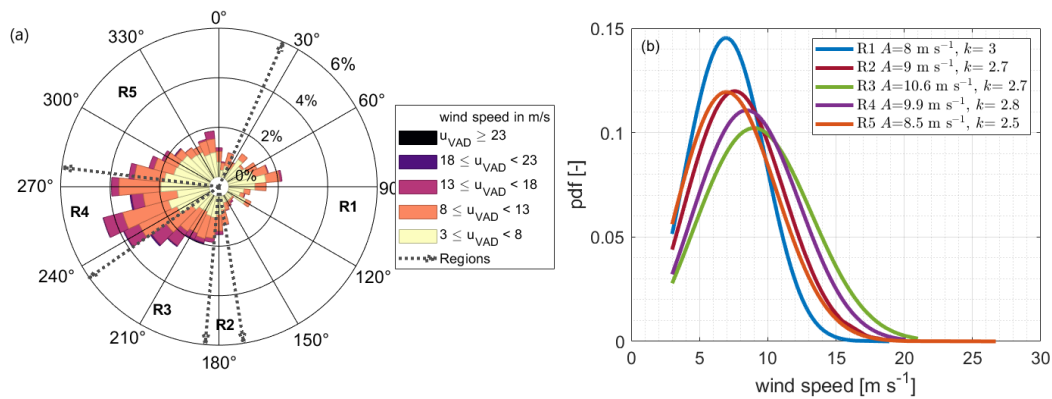 (a)
0°
30°
60°
90
120°
150°
180°
210°
240°
270°
300°
330°
6%
4%
2%
0%
R1
R2
R3
R4
R5
wind speed in m/s
u_VAD ≥ 23
18 ≤ u_VAD < 23
13 ≤ u_VAD < 18
8 ≤ u_VAD < 13
3 ≤ u_VAD < 8
Regions
(b)
R1 A=8 m s⁻¹, k= 3
R2 A=9 m s⁻¹, k= 2.7
R3 A=10.6 m s⁻¹, k= 2.7
R4 A=9.9 m s⁻¹, k= 2.8
R5 A=8.5 m s⁻¹, k= 2.5
pdf [-]
0.15
0.1
0.05
0
0 5 10 15 20 25 30
wind speed [m s⁻¹]